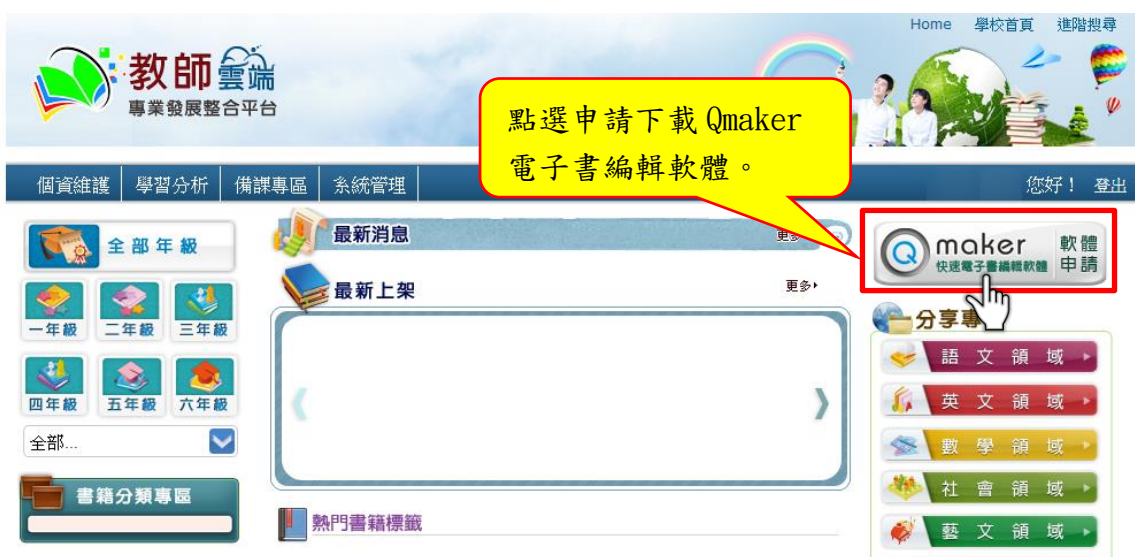 Home 學校首頁 進階搜尋
教師雲端
專業發展整合平台
點選申請下載 Qmaker
電子書編輯軟體。
個資維護 學習分析 備課專區 系統管理
您好！ 登出
全部年級
一年級 二年級 三年級
四年級 五年級 六年級
全部...
書籍分類專區
最新消息
最新上架 更多
熱門書籍標籤
Qmaker 軟體
快速電子書編輯軟體 申請
分享專
語文領域
英文領域
數學領域
社會領域
藝文領域